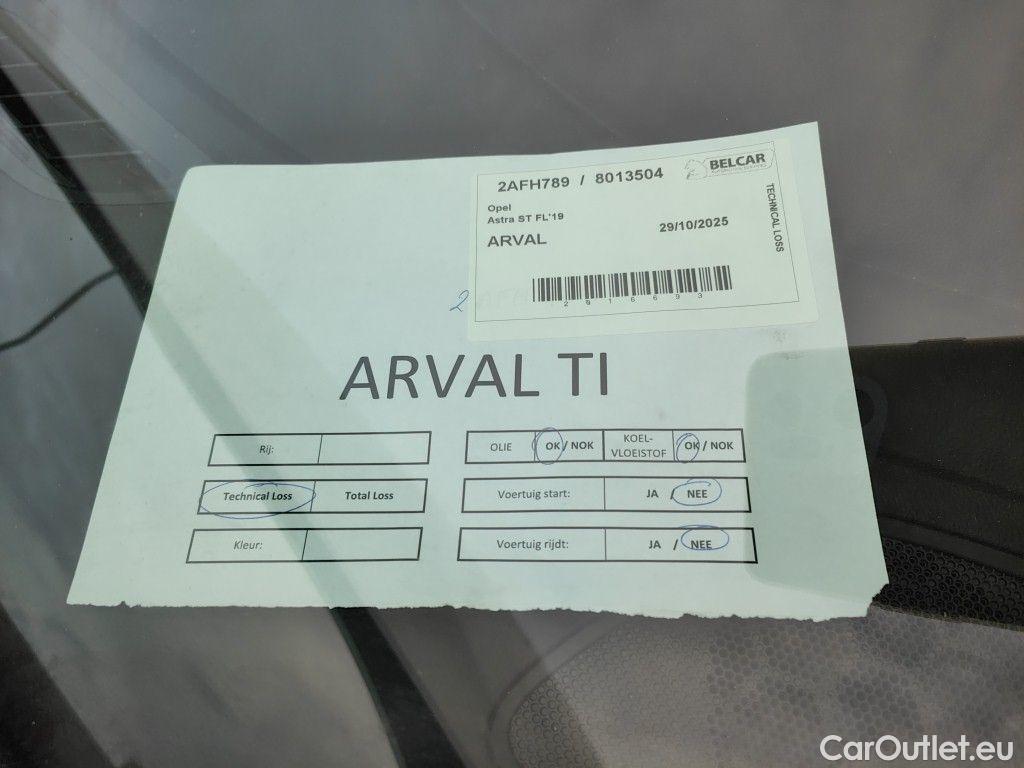 2AFH789 / 8013504
BELCAR
Opel
Astra ST FL'19
ARVAL
29/10/2025
TECHNICAL LOSS
2916693
2
ARVAL TI
Rij:
OLIE OK / NOK KOEL-VLOEISTOF OK / NOK
Technical Loss Total Loss
Voertuig start: JA / NEE
Kleur:
Voertuig rijdt: JA / NEE
CarOutlet.eu